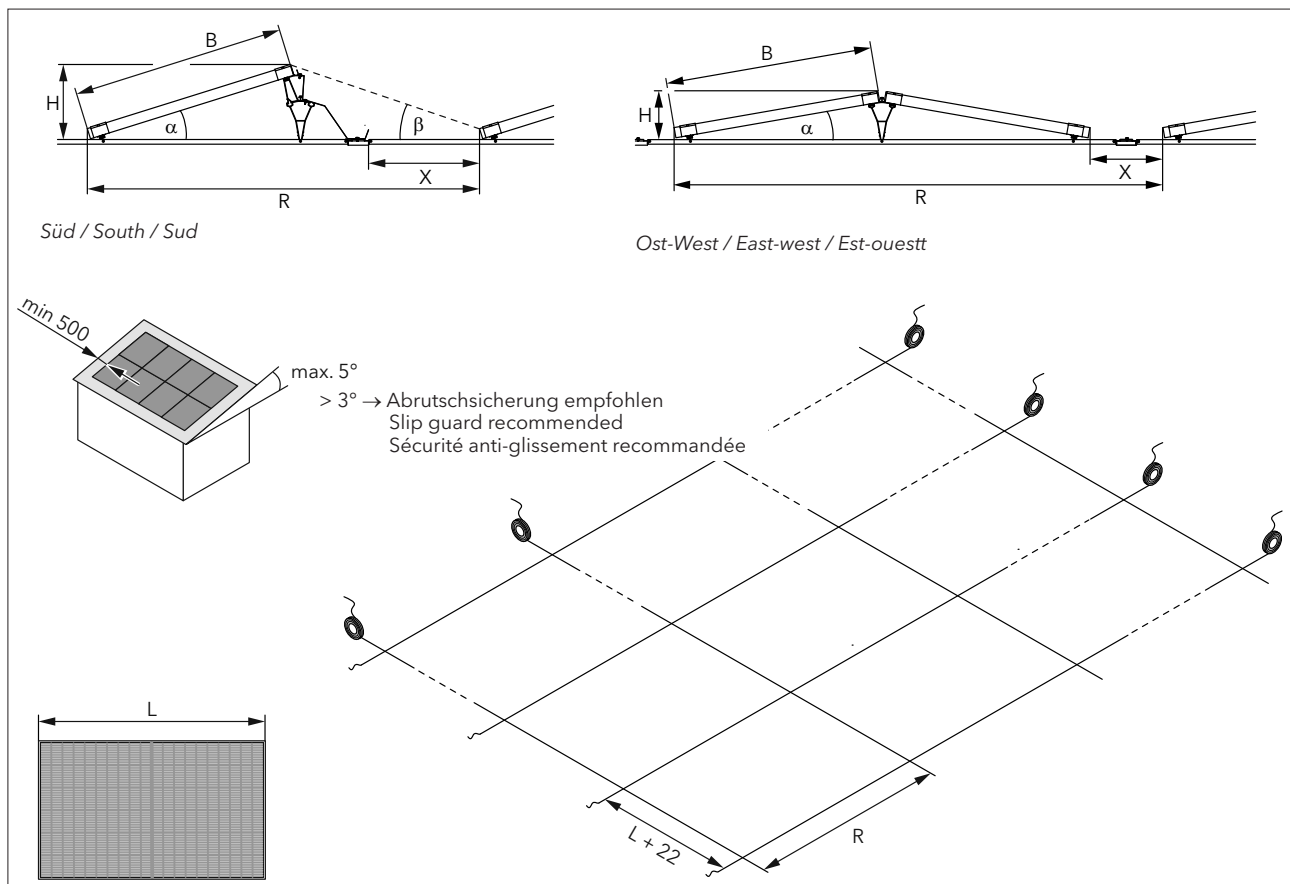 B
H
α
β
X
R
Süd / South / Sud
B
H
α
X
R
Ost-West / East-west / Est-ouestt
min 500
max. 5°
> 3° → Abrutschsicherung empfohlen
Slip guard recommended
Sécurité anti-glissement recommandée
L
L + 22
R